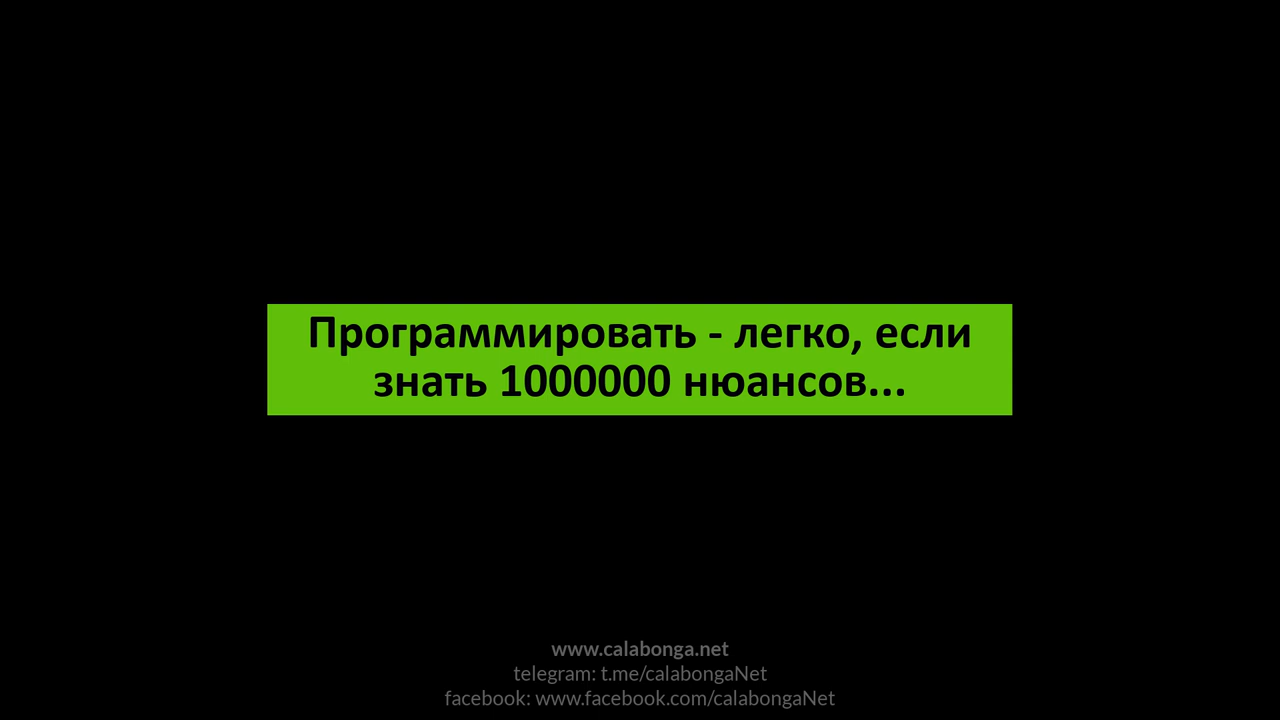 Программировать - легко, если
знать 1000000 нюансов...
www.calabonga.net
telegram: t.me/calabongaNet
facebook: www.facebook.com/calabongaNet